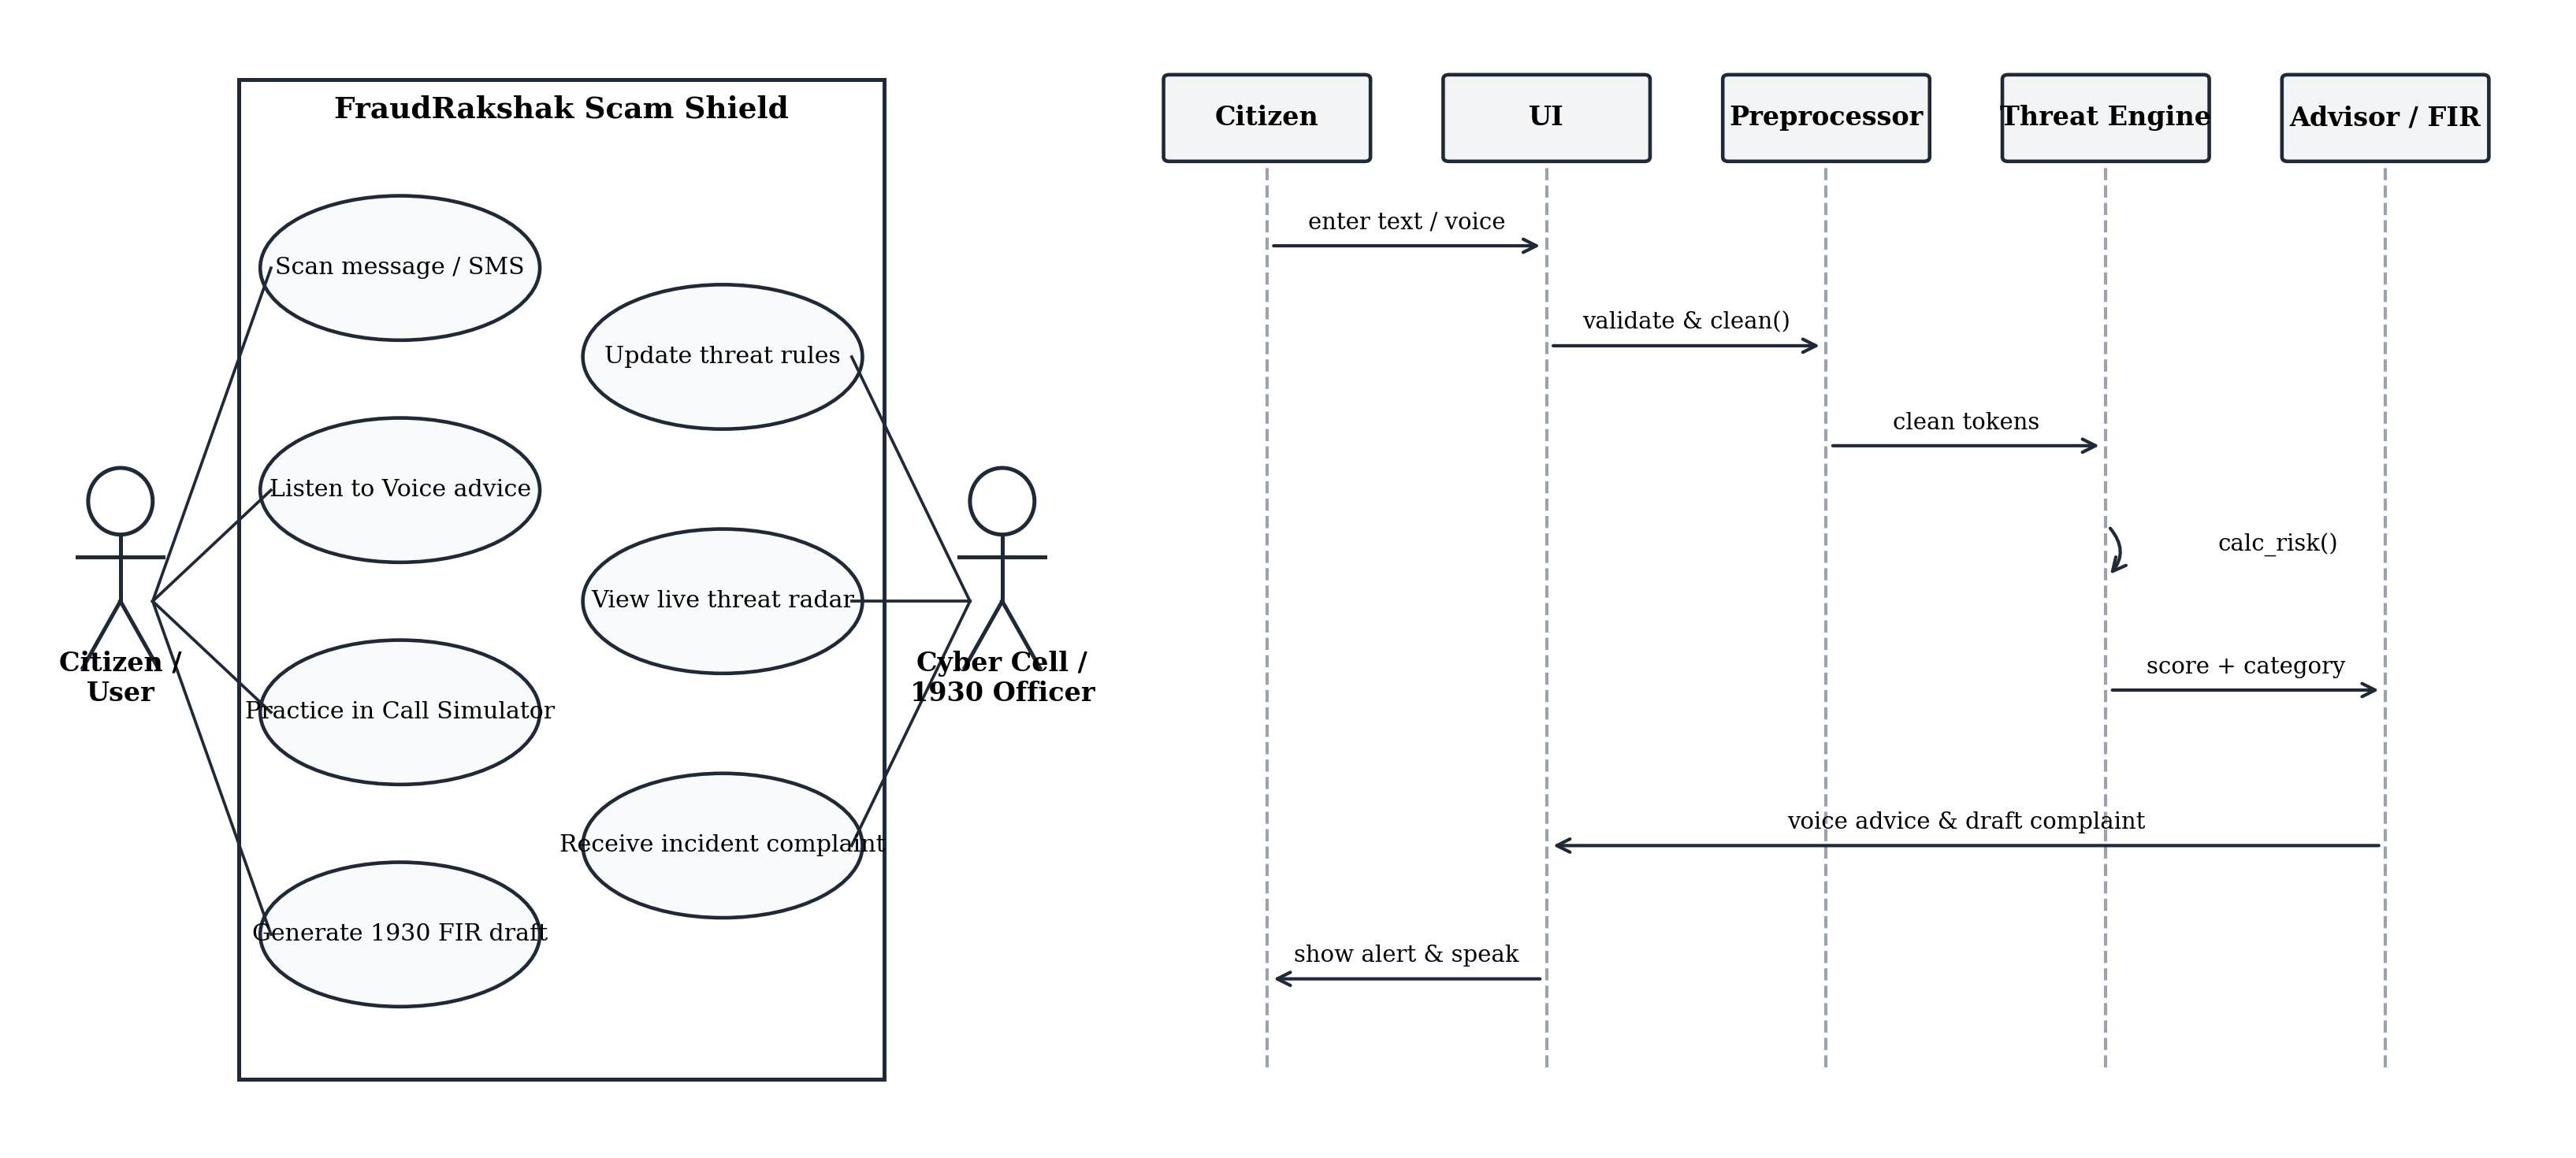 FraudRakshak Scam Shield
Scan message / SMS
Update threat rules
Listen to Voice advice
View live threat radar
Citizen /
User
Cyber Cell /
1930 Officer
Practice in Call Simulator
Receive incident complaint
Generate 1930 FIR draft
Citizen
UI
Preprocessor
Threat Engine
Advisor / FIR
enter text / voice
validate & clean()
clean tokens
calc_risk()
score + category
voice advice & draft complaint
show alert & speak